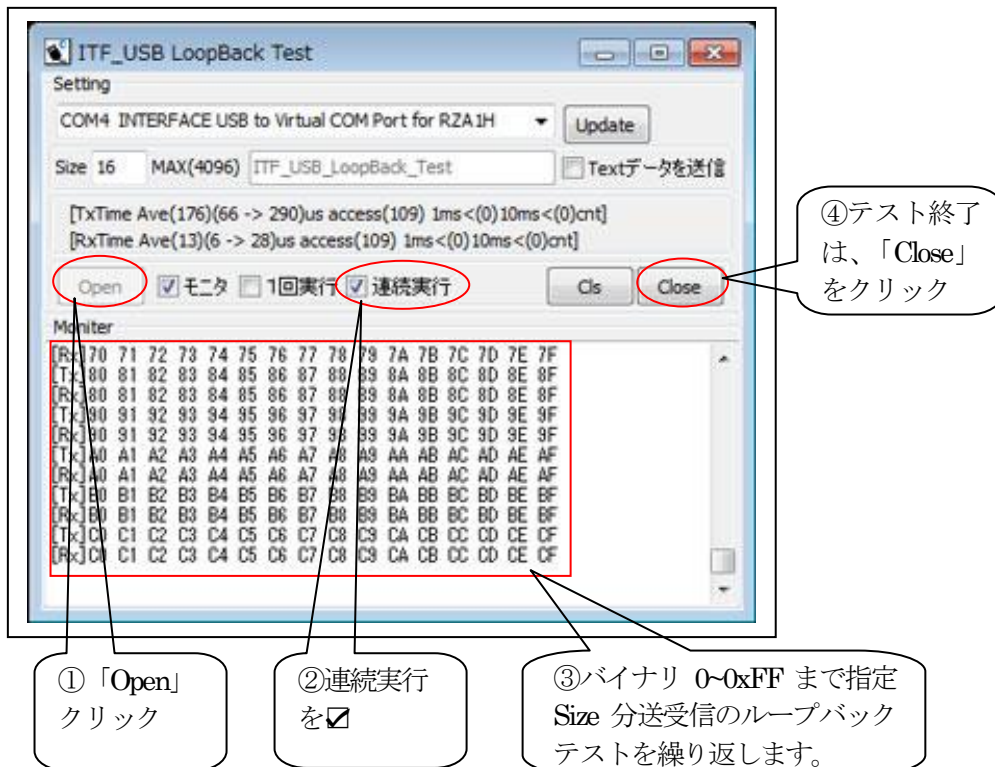 ITF_USB LoopBack Test
Setting
COM4 INTERFACE USB to Virtual COM Port for RZA1H
Update
Size 16 MAX(4096) ITF_USB_LoopBack_Test Textデータを送信
[TxTime Ave(176)(66 -> 290)us access(109) 1ms<(0)10ms<(0)cnt]
[RxTime Ave(13)(6 -> 28)us access(109) 1ms<(0)10ms<(0)cnt]
Open モニタ 1回実行 連続実行 Cls Close
Moniter
[Rx]70 71 72 73 74 75 76 77 78 79 7A 7B 7C 7D 7E 7F
[Tx]80 81 82 83 84 85 86 87 88 89 8A 8B 8C 8D 8E 8F
[Rx]80 81 82 83 84 85 86 87 88 89 8A 8B 8C 8D 8E 8F
[Tx]90 91 92 93 94 95 96 97 98 99 9A 9B 9C 9D 9E 9F
[Rx]90 91 92 93 94 95 96 97 98 99 9A 9B 9C 9D 9E 9F
[Tx]A0 A1 A2 A3 A4 A5 A6 A7 A8 A9 AA AB AC AD AE AF
[Rx]A0 A1 A2 A3 A4 A5 A6 A7 A8 A9 AA AB AC AD AE AF
[Tx]B0 B1 B2 B3 B4 B5 B6 B7 B8 B9 BA BB BC BD BE BF
[Rx]B0 B1 B2 B3 B4 B5 B6 B7 B8 B9 BA BB BC BD BE BF
[Tx]C0 C1 C2 C3 C4 C5 C6 C7 C8 C9 CA CB CC CD CE CF
[Rx]C0 C1 C2 C3 C4 C5 C6 C7 C8 C9 CA CB CC CD CE CF
④テスト終了
は、「Close」
をクリック
①「Open」
クリック
②連続実行
を☑
③バイナリ 0~0xFF まで指定
Size 分送受信のループバック
テストを繰り返します。